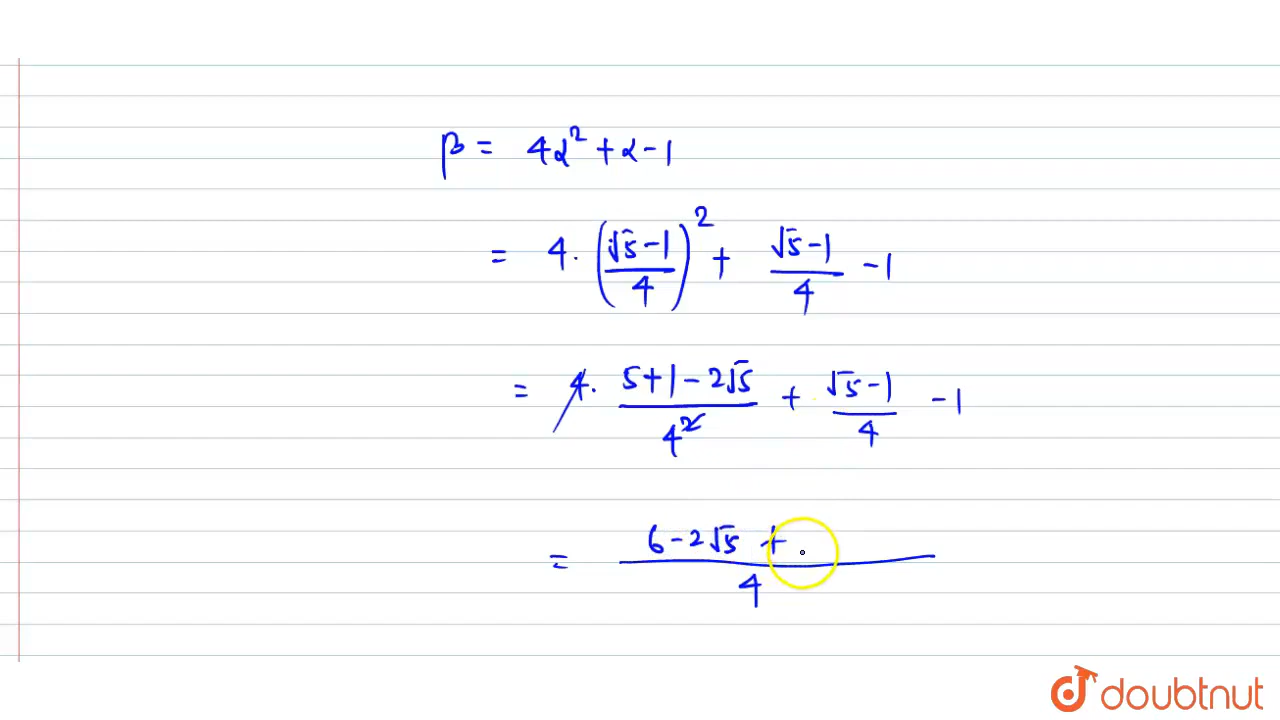 β = 4α² + α - 1
= 4. ((√5 - 1)/4)² + (√5 - 1)/4 - 1
= 4. (5 + 1 - 2√5)/4² + (√5 - 1)/4 - 1
= (6 - 2√5 + )/4
doubtnut